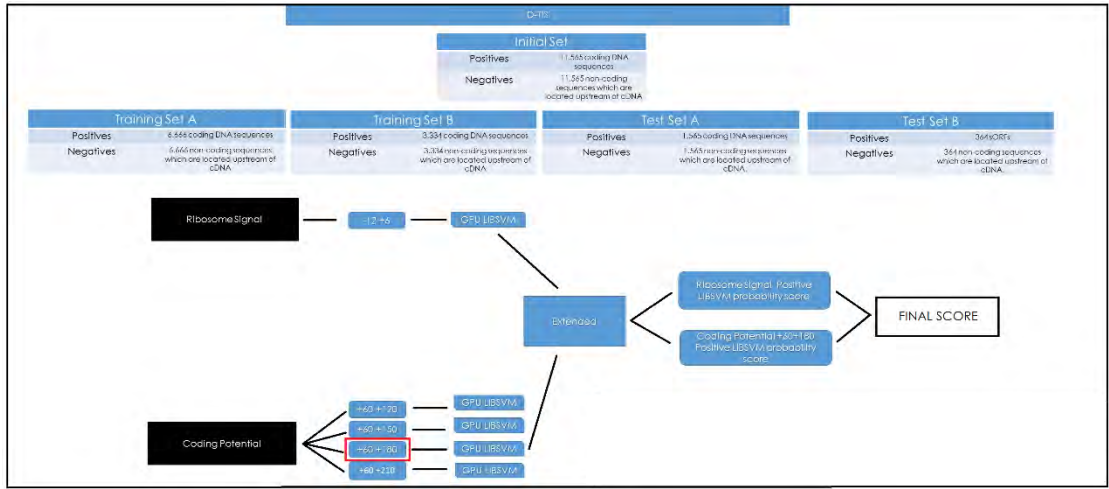 D-TIS
Initial Set
Positives 11.565 coding DNA
sequences
Negatives 11.565 non-coding
sequences which are
located upstream of cDNA
Training Set A
Positives 6.666 coding DNA sequences
Negatives 6.666 non-coding sequences
which are located upstream of
cDNA
Training Set B
Positives 3.334 coding DNA sequences
Negatives 3.334 non-coding sequences
which are located upstream of
cDNA
Test Set A
Positives 1.565 coding DNA sequences
Negatives 1.565 non-coding sequences
which are located upstream of
cDNA
Test Set B
Positives 364 sORFs
Negatives 364 non-coding sequences
which are located upstream of
cDNA
Ribosome Signal
-12 +6
GPU LIBSVM
Extended
Ribosome Signal Positive
LIBSVM probability score
Coding Potential +60+180
Positive LIBSVM probability
score
FINAL SCORE
Coding Potential
+60 +120
GPU LIBSVM
+60 +150
GPU LIBSVM
+60 +180
GPU LIBSVM
+60 +210
GPU LIBSVM